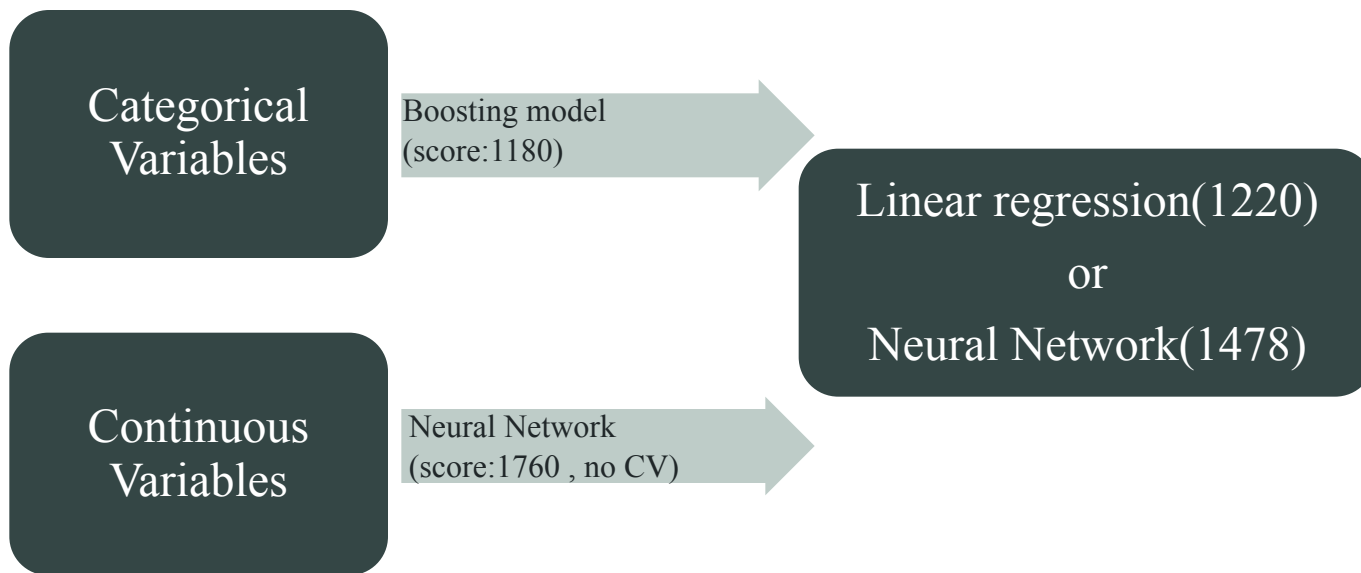 Categorical
Variables
Boosting model
(score:1180)
Linear regression(1220)
or
Neural Network(1478)
Continuous
Variables
Neural Network
(score:1760 , no CV)